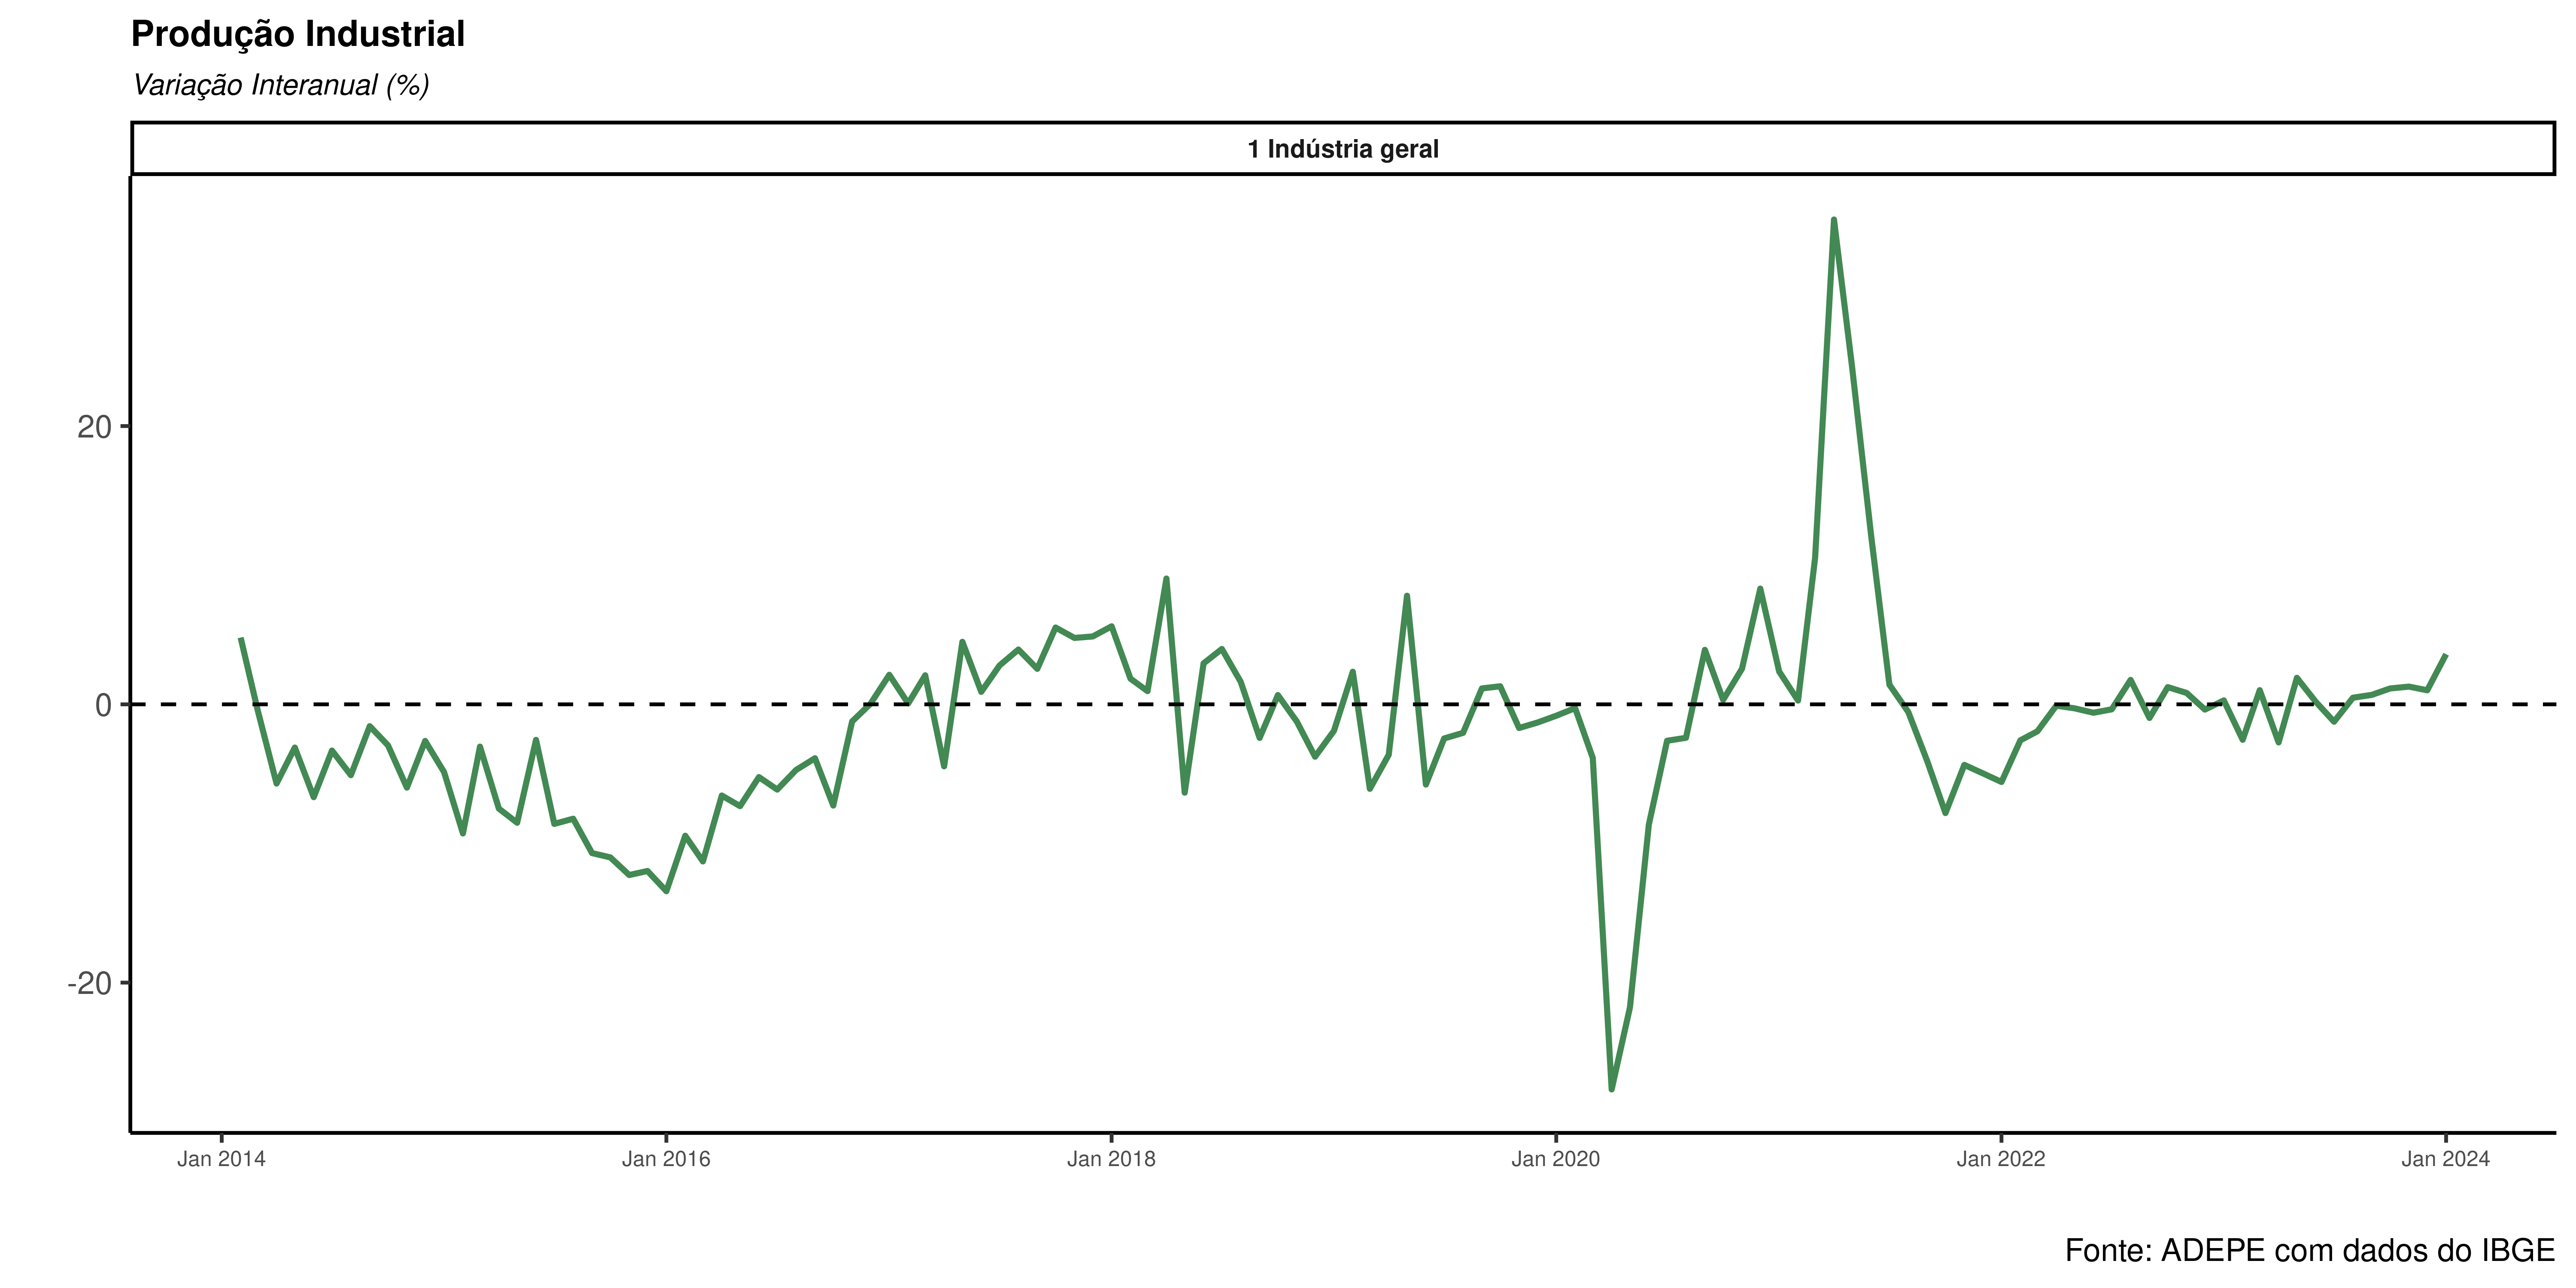 Produção Industrial
Variação Interanual (%)
1 Indústria geral
20
0
-20
Jan 2014 Jan 2016 Jan 2018 Jan 2020 Jan 2022 Jan 2024
Fonte: ADEPE com dados do IBGE